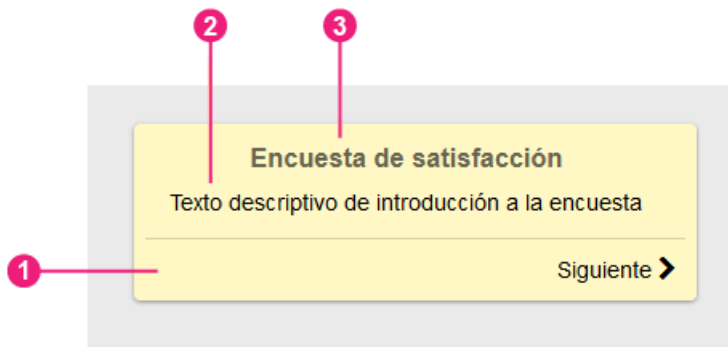 2 3
Encuesta de satisfacción
Texto descriptivo de introducción a la encuesta
1
Siguiente